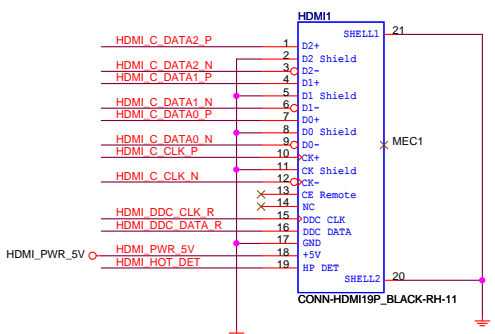 HDMI1
HDMI_C_DATA2_P 1 D2+ SHELL1 21
2 D2 Shield
HDMI_C_DATA2_N 3 D2-
HDMI_C_DATA1_P 4 D1+
5 D1 Shield
HDMI_C_DATA1_N 6 D1-
HDMI_C_DATA0_P 7 D0+
8 D0 Shield
HDMI_C_DATA0_N 9 D0- MEC1
HDMI_C_CLK_P 10 CK+
11 CK Shield
HDMI_C_CLK_N 12 CK-
13 CE Remote
14 NC
HDMI_DDC_CLK_R 15 DDC CLK
HDMI_DDC_DATA_R 16 DDC DATA
17 GND
HDMI_PWR_5V HDMI_PWR_5V 18 +5V
HDMI_HOT_DET 19 HP DET
SHELL2 20
CONN-HDMI19P_BLACK-RH-11